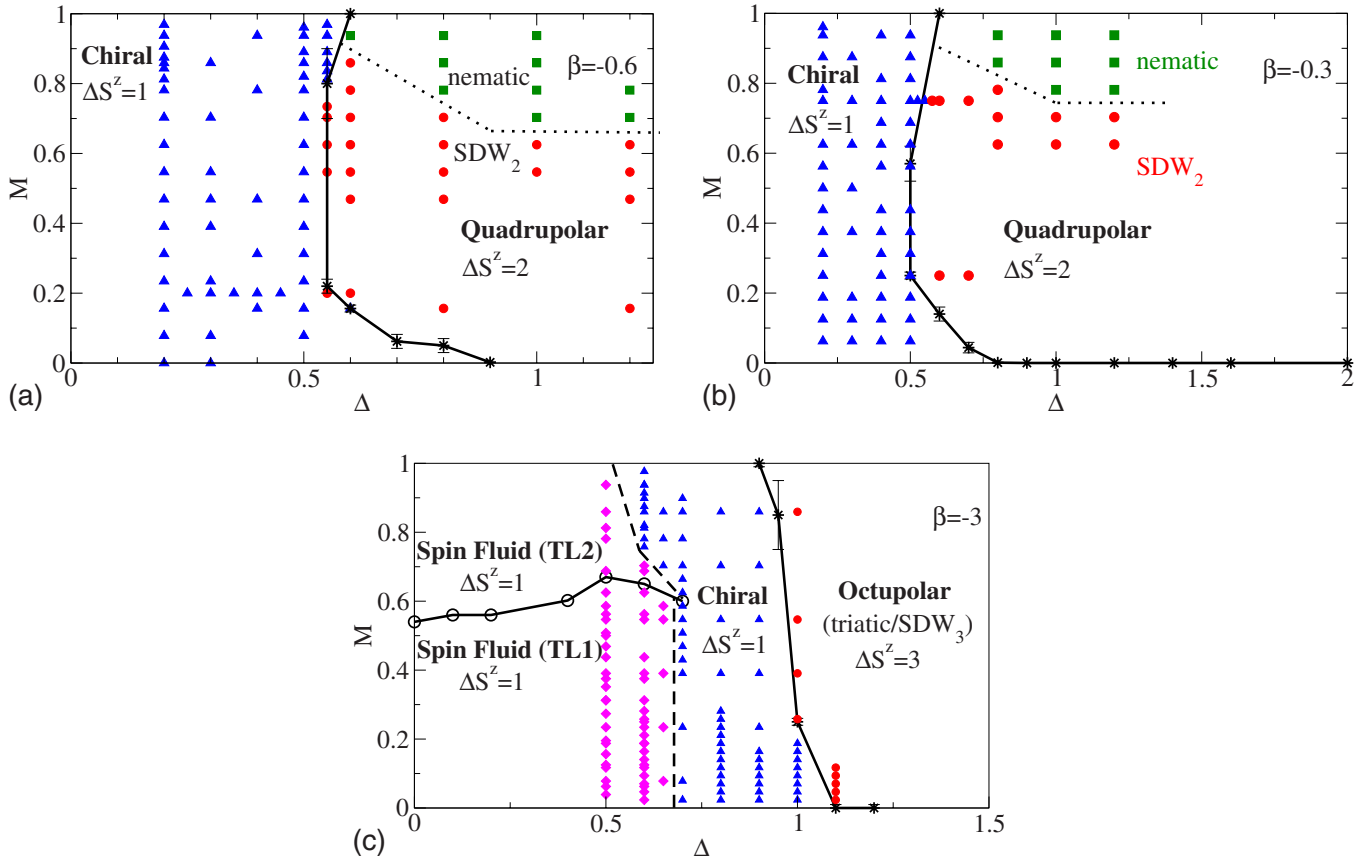 1
0.8
0.6
0.4
0.2
0
M
Chiral
ΔS^z=1
nematic
SDW_2
β=-0.6
Quadrupolar
ΔS^z=2
0
0.5
1
Δ
(a)
1
0.8
0.6
0.4
0.2
0
M
Chiral
ΔS^z=1
nematic
β=-0.3
SDW_2
Quadrupolar
ΔS^z=2
0
0.5
1
1.5
2
Δ
(b)
1
0.8
0.6
0.4
0.2
0
M
β=-3
Spin Fluid (TL2)
ΔS^z=1
Spin Fluid (TL1)
ΔS^z=1
Chiral
ΔS^z=1
Octupolar
(triatic/SDW_3)
ΔS^z=3
0
0.5
1
1.5
Δ
(c)